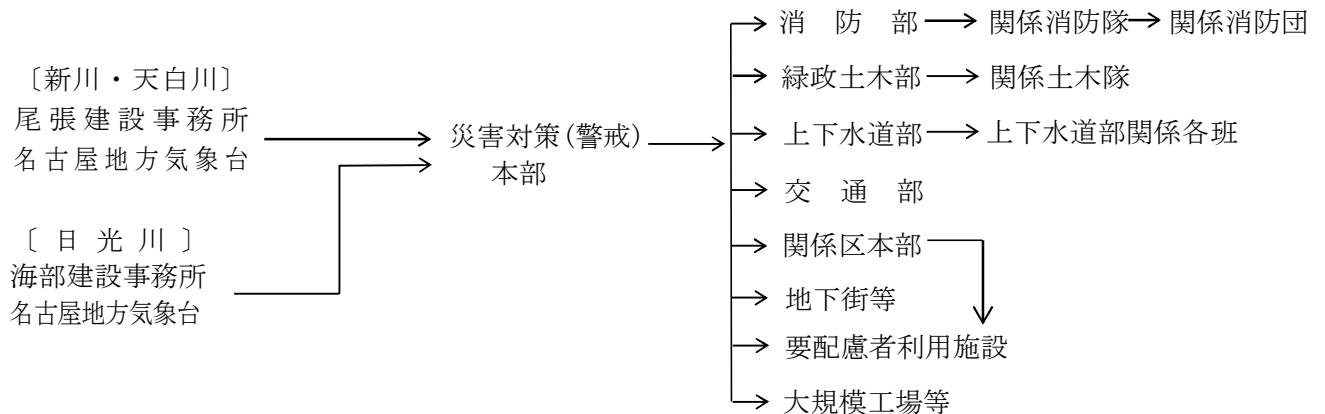 〔新川・天白川〕
尾張建設事務所
名古屋地方気象台
〔日光川〕
海部建設事務所
名古屋地方気象台
災害対策(警戒)
本部
消防部 関係消防隊 関係消防団
緑政土木部 関係土木隊
上下水道部 上下水道部関係各班
交通部
関係区本部
地下街等
要配慮者利用施設
大規模工場等